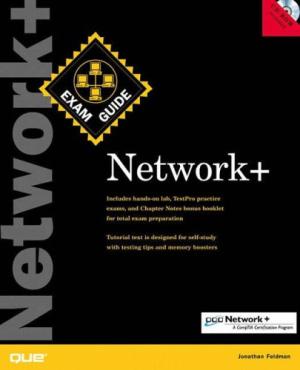 Network+
EXAM GUIDE
Network+
Includes hands-on lab, TestPro practice
exams, and Chapter Notes bonus booklet
for total exam preparation
Tutorial text is designed for self-study
with testing tips and memory boosters
Network+
A CompTIA Certification Program
que
Jonathan Feldman